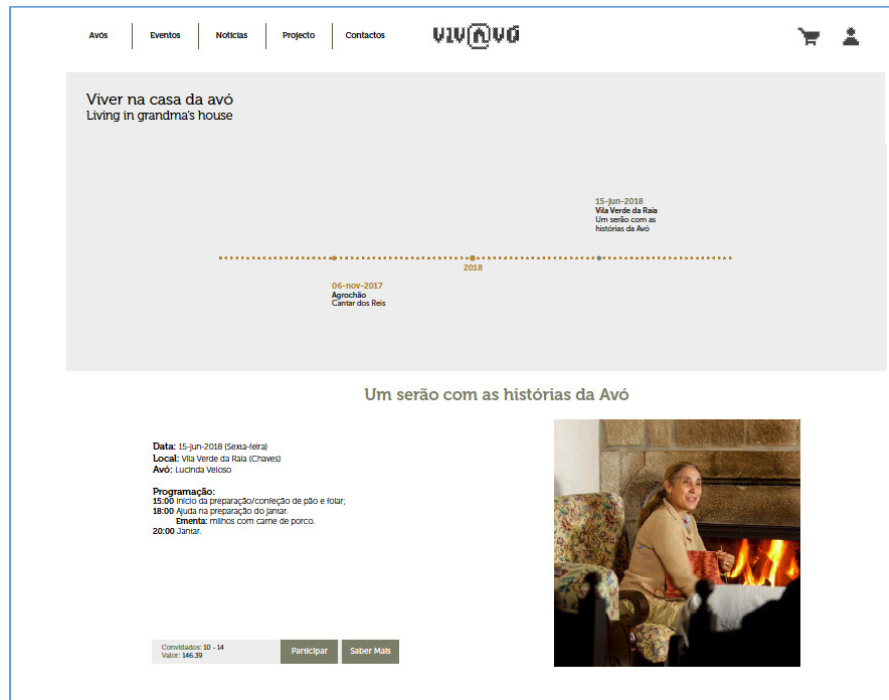 Avós
Eventos
Notícias
Projecto
Contactos
VIV@VÓ
Viver na casa da avó
Living in grandma's house
15-jun-2018
Vila Verde da Raia
Um serão com as
histórias da Avó
2018
06-nov-2017
Agrochão
Cantar dos Reis
Um serão com as histórias da Avó
Data: 15-jun-2018 (Sexta-feira)
Local: Vila Verde da Raia (Chaves)
Avó: Lucinda Veloso
Programação:
15:00 Início da preparação/confeção de pão e folar;
18:00 Ajuda na preparação do jantar.
Ementa: milhos com carne de porco.
20:00 Jantar.
Convidados: 10 - 14
Valor: 146.39
Participar
Saber Mais